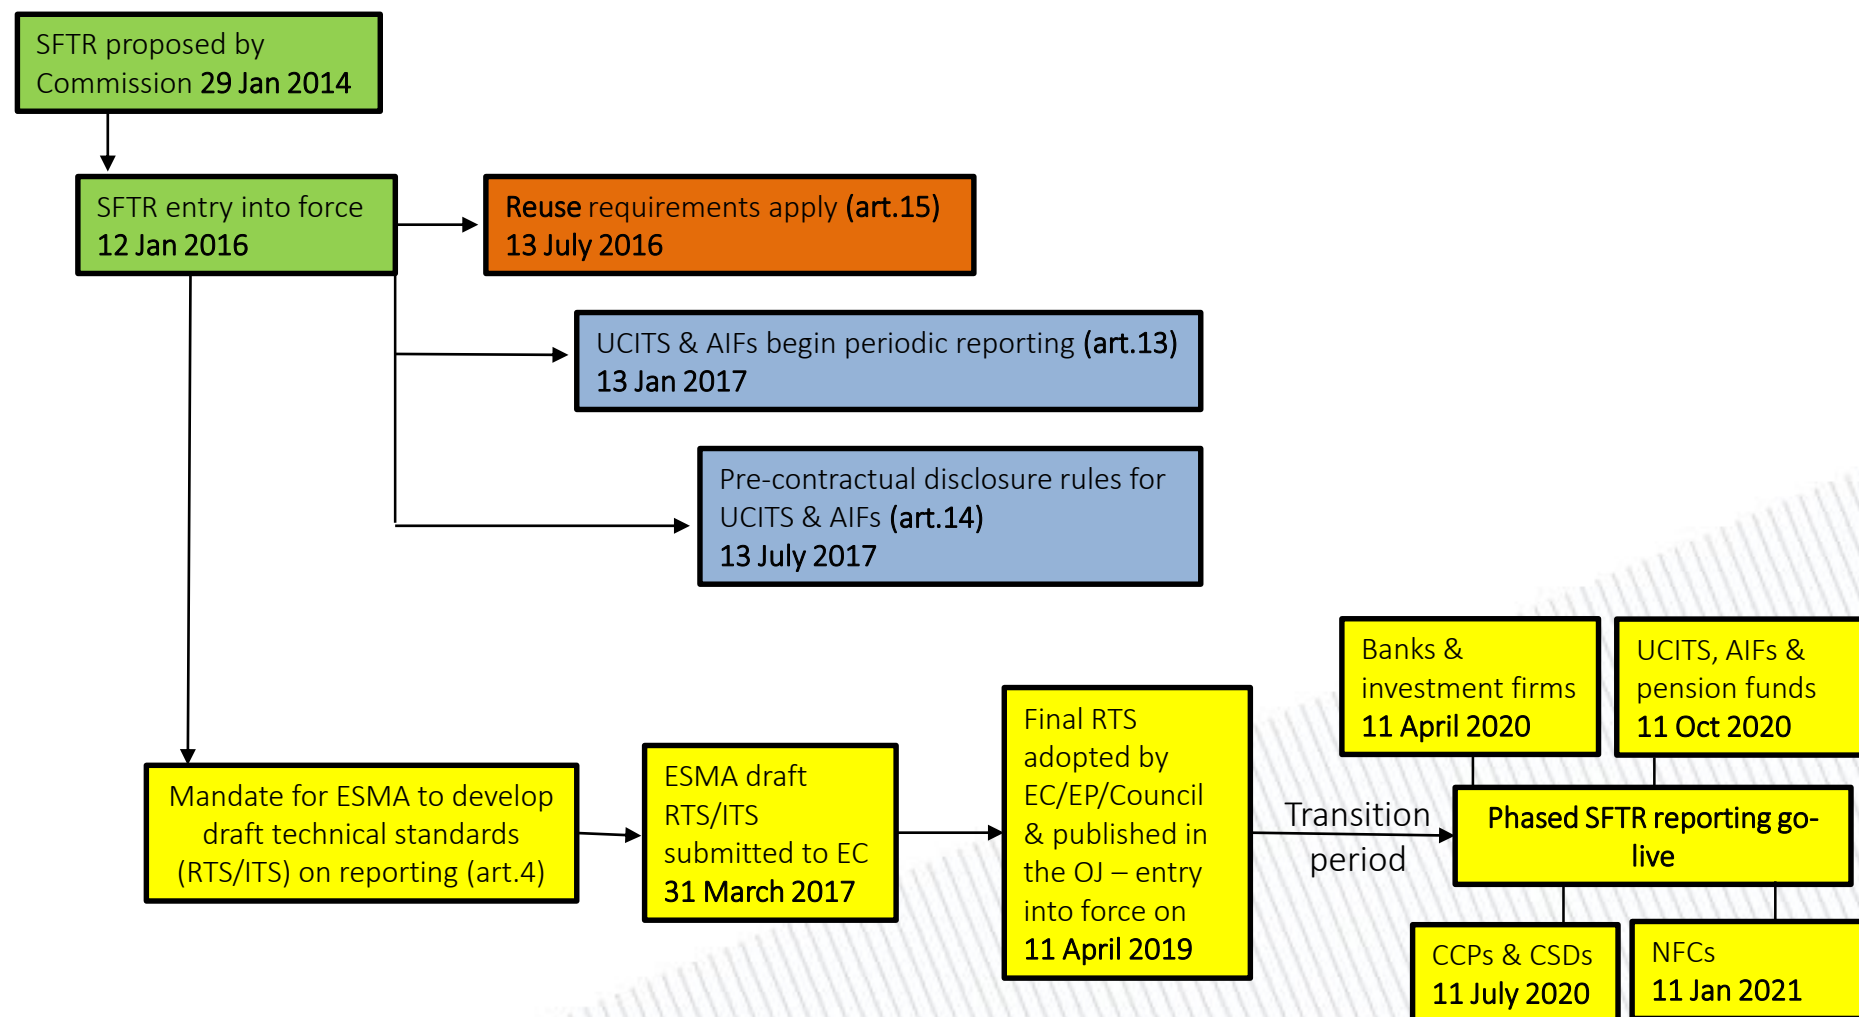 SFTR proposed by
Commission 29 Jan 2014
SFTR entry into force
12 Jan 2016
Reuse requirements apply (art.15)
13 July 2016
UCITS & AIFs begin periodic reporting (art.13)
13 Jan 2017
Pre-contractual disclosure rules for
UCITS & AIFs (art.14)
13 July 2017
Mandate for ESMA to develop
draft technical standards
(RTS/ITS) on reporting (art.4)
ESMA draft
RTS/ITS
submitted to EC
31 March 2017
Final RTS
adopted by
EC/EP/Council
& published in
the OJ – entry
into force on
11 April 2019
Transition
period
Banks &
investment firms
11 April 2020
UCITS, AIFs &
pension funds
11 Oct 2020
Phased SFTR reporting go-
live
CCPs & CSDs
11 July 2020
NFCs
11 Jan 2021